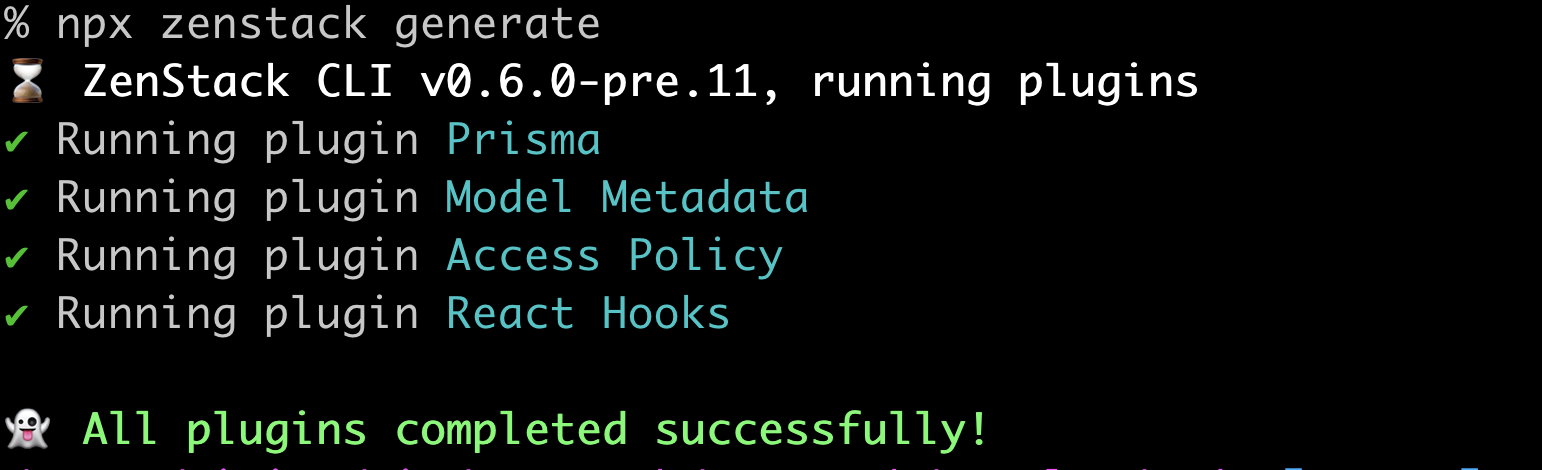 % npx zenstack generate
⌛ ZenStack CLI v0.6.0-pre.11, running plugins
✔ Running plugin Prisma
✔ Running plugin Model Metadata
✔ Running plugin Access Policy
✔ Running plugin React Hooks
👻 All plugins completed successfully!